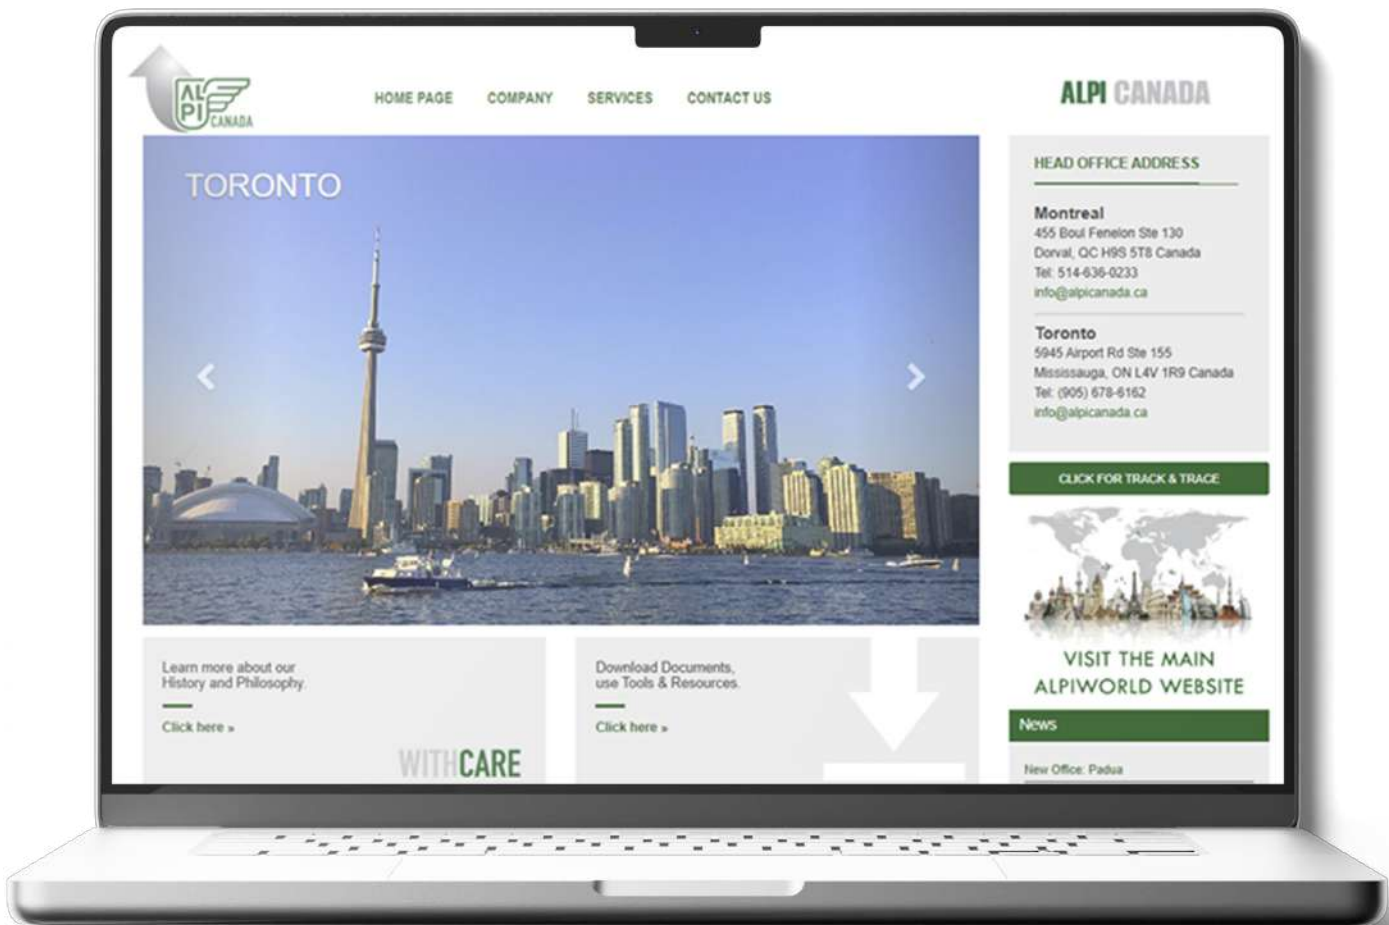 AL
PI
CANADA
HOME PAGE COMPANY SERVICES CONTACT US
ALPI CANADA
TORONTO
HEAD OFFICE ADDRESS
Montreal
455 Boul Fenelon Ste 130
Dorval, QC H9S 5T8 Canada
Tel: 514-636-0233
info@alpicanada.ca
Toronto
5945 Airport Rd Ste 155
Mississauga, ON L4V 1R9 Canada
Tel: (905) 678-6162
info@alpicanada.ca
CLICK FOR TRACK & TRACE
VISIT THE MAIN
ALPIWORLD WEBSITE
Learn more about our
History and Philosophy.
Click here »
WITHCARE
Download Documents,
use Tools & Resources.
Click here »
News
New Office: Padua